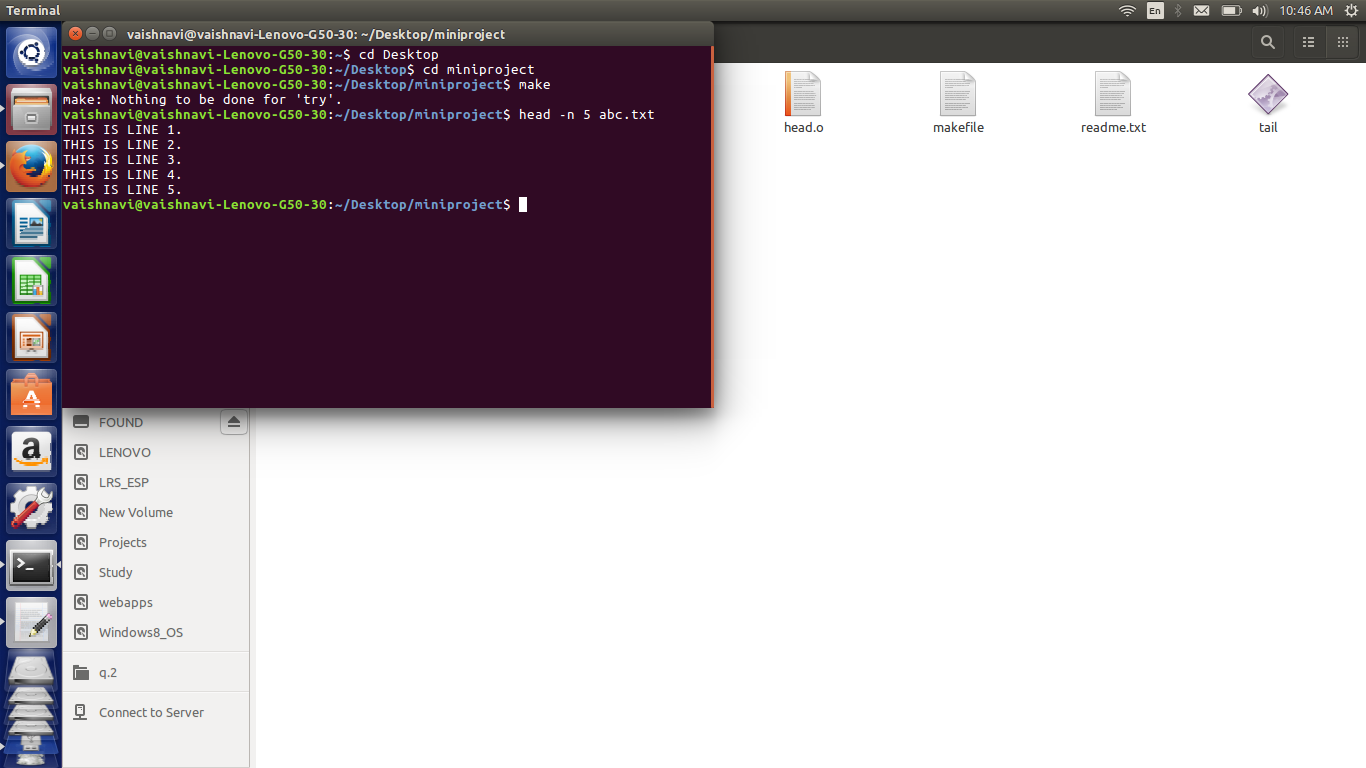 Terminal
En
10:46 AM
vaishnavi@vaishnavi-Lenovo-G50-30: ~/Desktop/miniproject
vaishnavi@vaishnavi-Lenovo-G50-30:~$ cd Desktop
vaishnavi@vaishnavi-Lenovo-G50-30:~/Desktop$ cd miniproject
vaishnavi@vaishnavi-Lenovo-G50-30:~/Desktop/miniproject$ make
make: Nothing to be done for 'try'.
vaishnavi@vaishnavi-Lenovo-G50-30:~/Desktop/miniproject$ head -n 5 abc.txt
THIS IS LINE 1.
THIS IS LINE 2.
THIS IS LINE 3.
THIS IS LINE 4.
THIS IS LINE 5.
vaishnavi@vaishnavi-Lenovo-G50-30:~/Desktop/miniproject$
head.o
makefile
readme.txt
tail
FOUND
LENOVO
LRS_ESP
New Volume
Projects
Study
webapps
Windows8_OS
q.2
Connect to Server